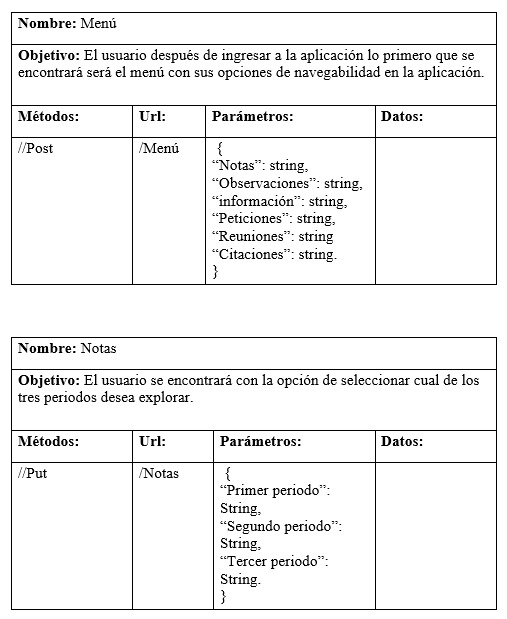 Nombre: Menú
Objetivo: El usuario después de ingresar a la aplicación lo primero que se
encontrará será el menú con sus opciones de navegabilidad en la aplicación.
Métodos: Url: Parámetros: Datos:
//Post /Menú {
“Notas”: string,
“Observaciones”: string,
“información”: string,
“Peticiones”: string,
“Reuniones”: string
“Citaciones”: string.
}
Nombre: Notas
Objetivo: El usuario se encontrará con la opción de seleccionar cual de los
tres periodos desea explorar.
Métodos: Url: Parámetros: Datos:
//Put /Notas {
“Primer periodo”:
String,
“Segundo periodo”:
String,
“Tercer periodo”:
String.
}